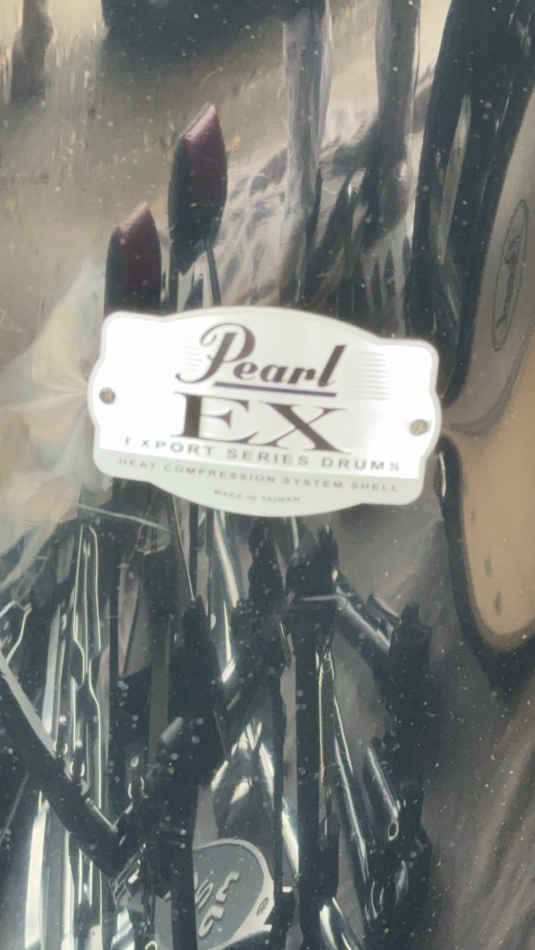 Pearl
EX
EXPORT SERIES DRUMS
HEAT COMPRESSION SYSTEM SHELL
MADE IN TAIWAN